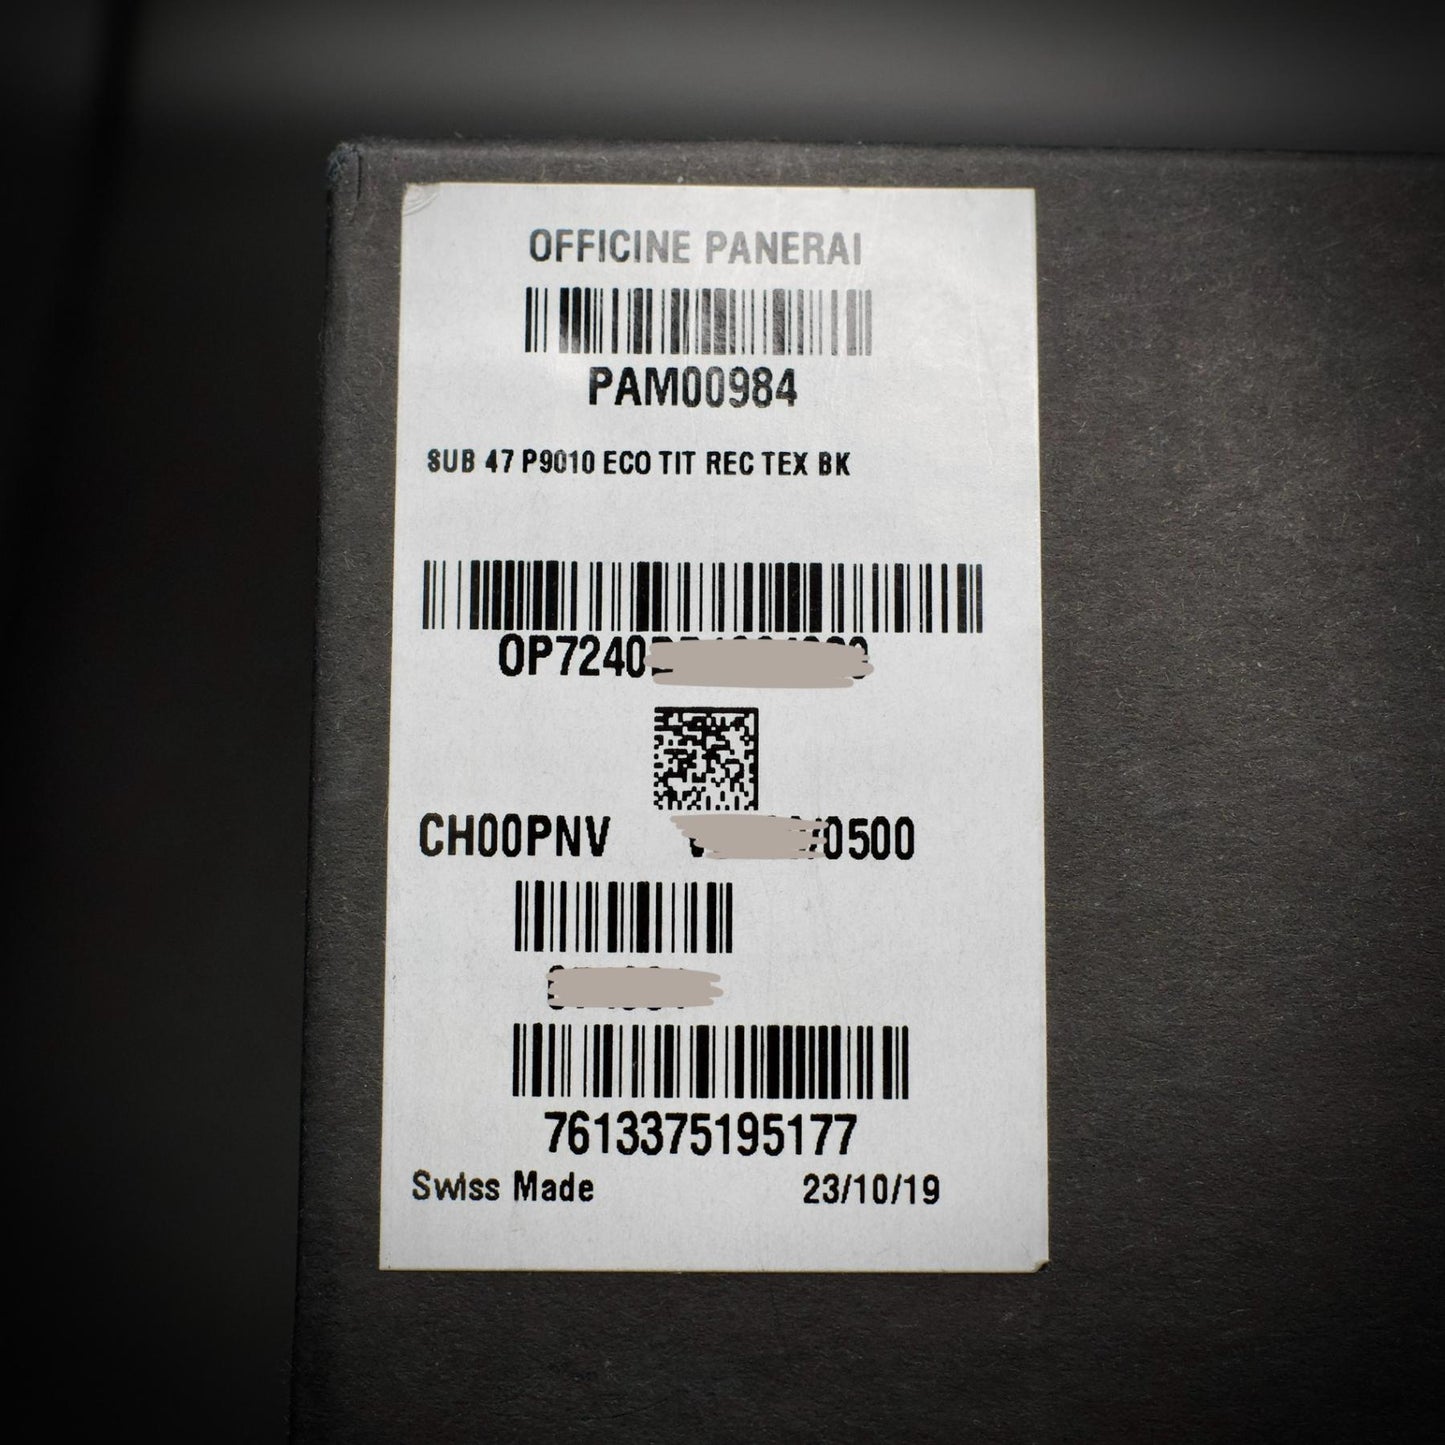 OFFICINE PANERAI
PAM00984
SUB 47 P9010 ECO TIT REC TEX BK
OP7240
CH00PNV 0500
7613375195177
Swiss Made 23/10/19